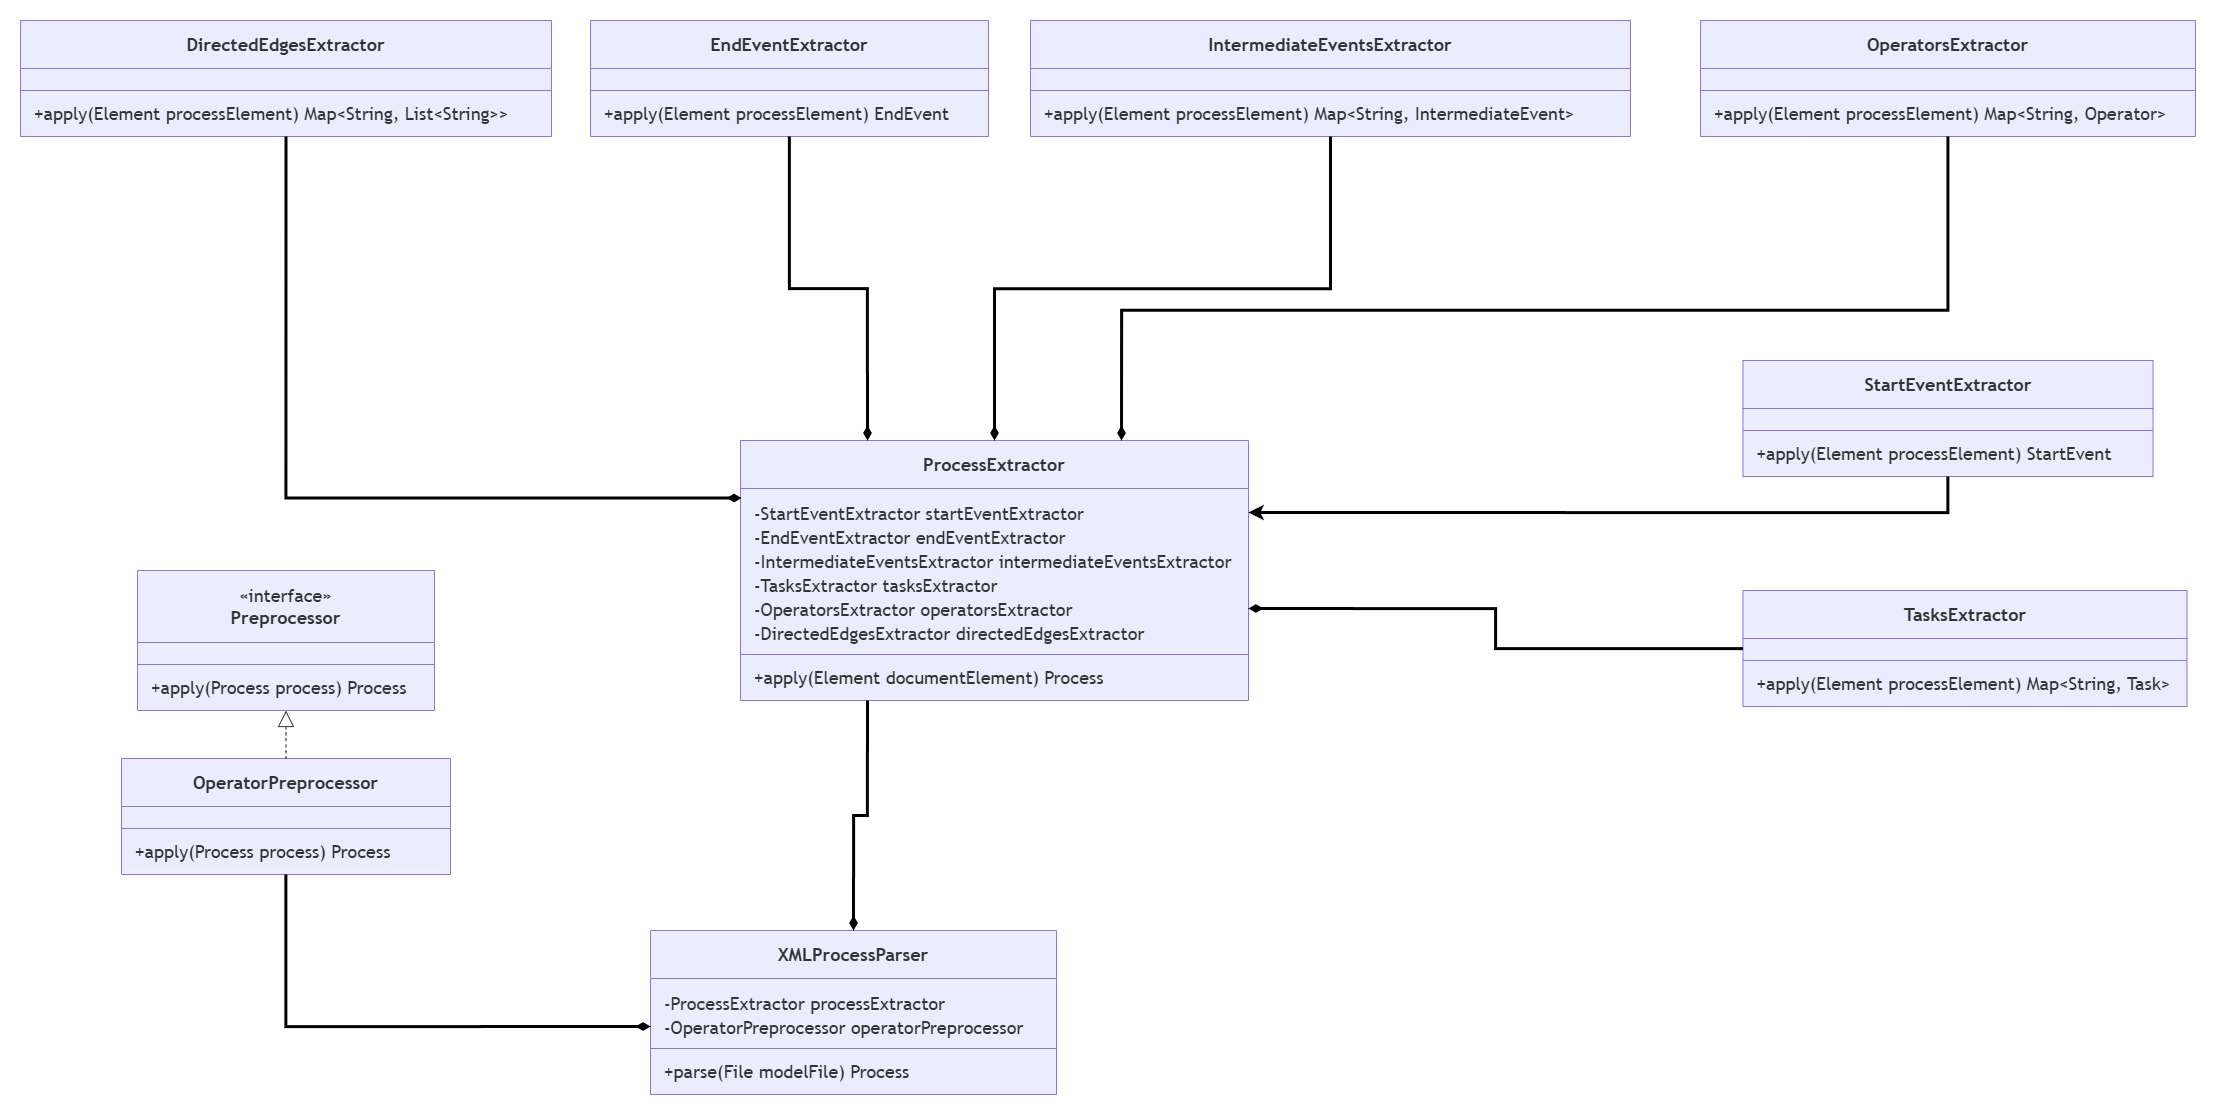 DirectedEdgesExtractor
+apply(Element processElement) Map<String, List<String>>
EndEventExtractor
+apply(Element processElement) EndEvent
IntermediateEventsExtractor
+apply(Element processElement) Map<String, IntermediateEvent>
OperatorsExtractor
+apply(Element processElement) Map<String, Operator>
StartEventExtractor
+apply(Element processElement) StartEvent
ProcessExtractor
-StartEventExtractor startEventExtractor
-EndEventExtractor endEventExtractor
-IntermediateEventsExtractor intermediateEventsExtractor
-TasksExtractor tasksExtractor
-OperatorsExtractor operatorsExtractor
-DirectedEdgesExtractor directedEdgesExtractor
+apply(Element documentElement) Process
«interface»
Preprocessor
+apply(Process process) Process
TasksExtractor
+apply(Element processElement) Map<String, Task>
OperatorPreprocessor
+apply(Process process) Process
XMLProcessParser
-ProcessExtractor processExtractor
-OperatorPreprocessor operatorPreprocessor
+parse(File modelFile) Process